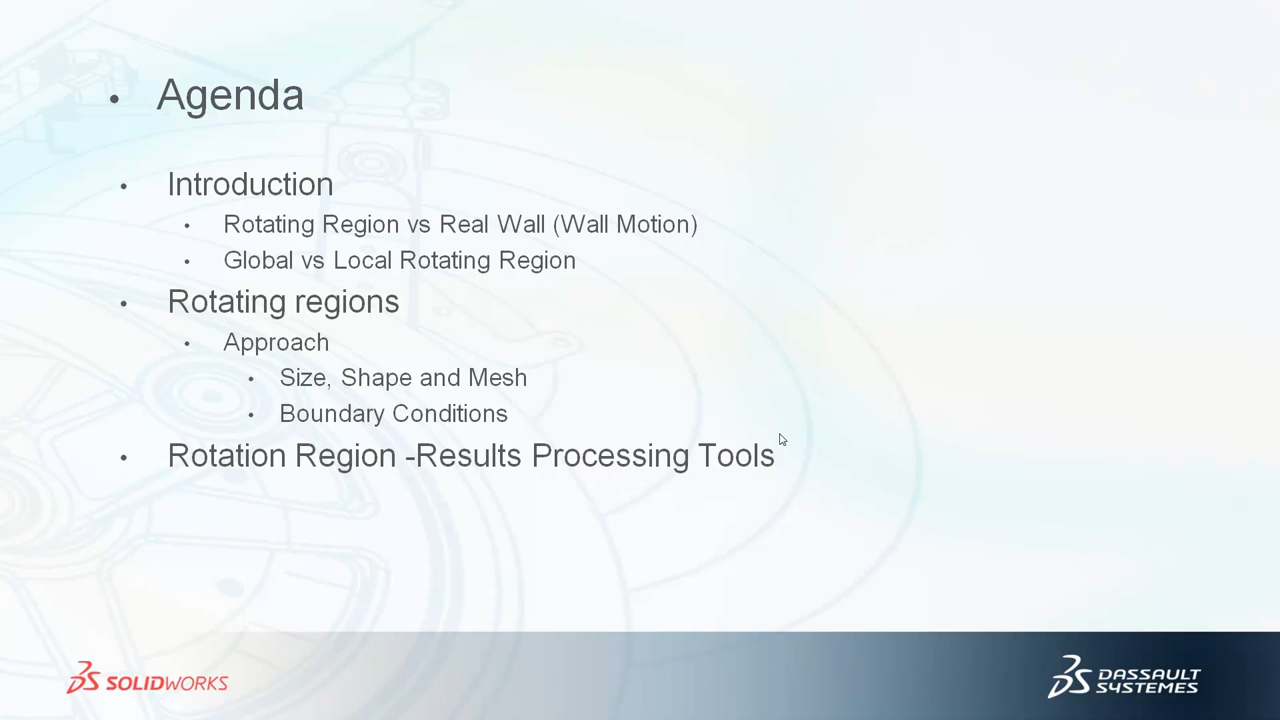 • Agenda
• Introduction
• Rotating Region vs Real Wall (Wall Motion)
• Global vs Local Rotating Region
• Rotating regions
• Approach
• Size, Shape and Mesh
• Boundary Conditions
• Rotation Region -Results Processing Tools
SOLIDWORKS
DASSAULT
SYSTEMES